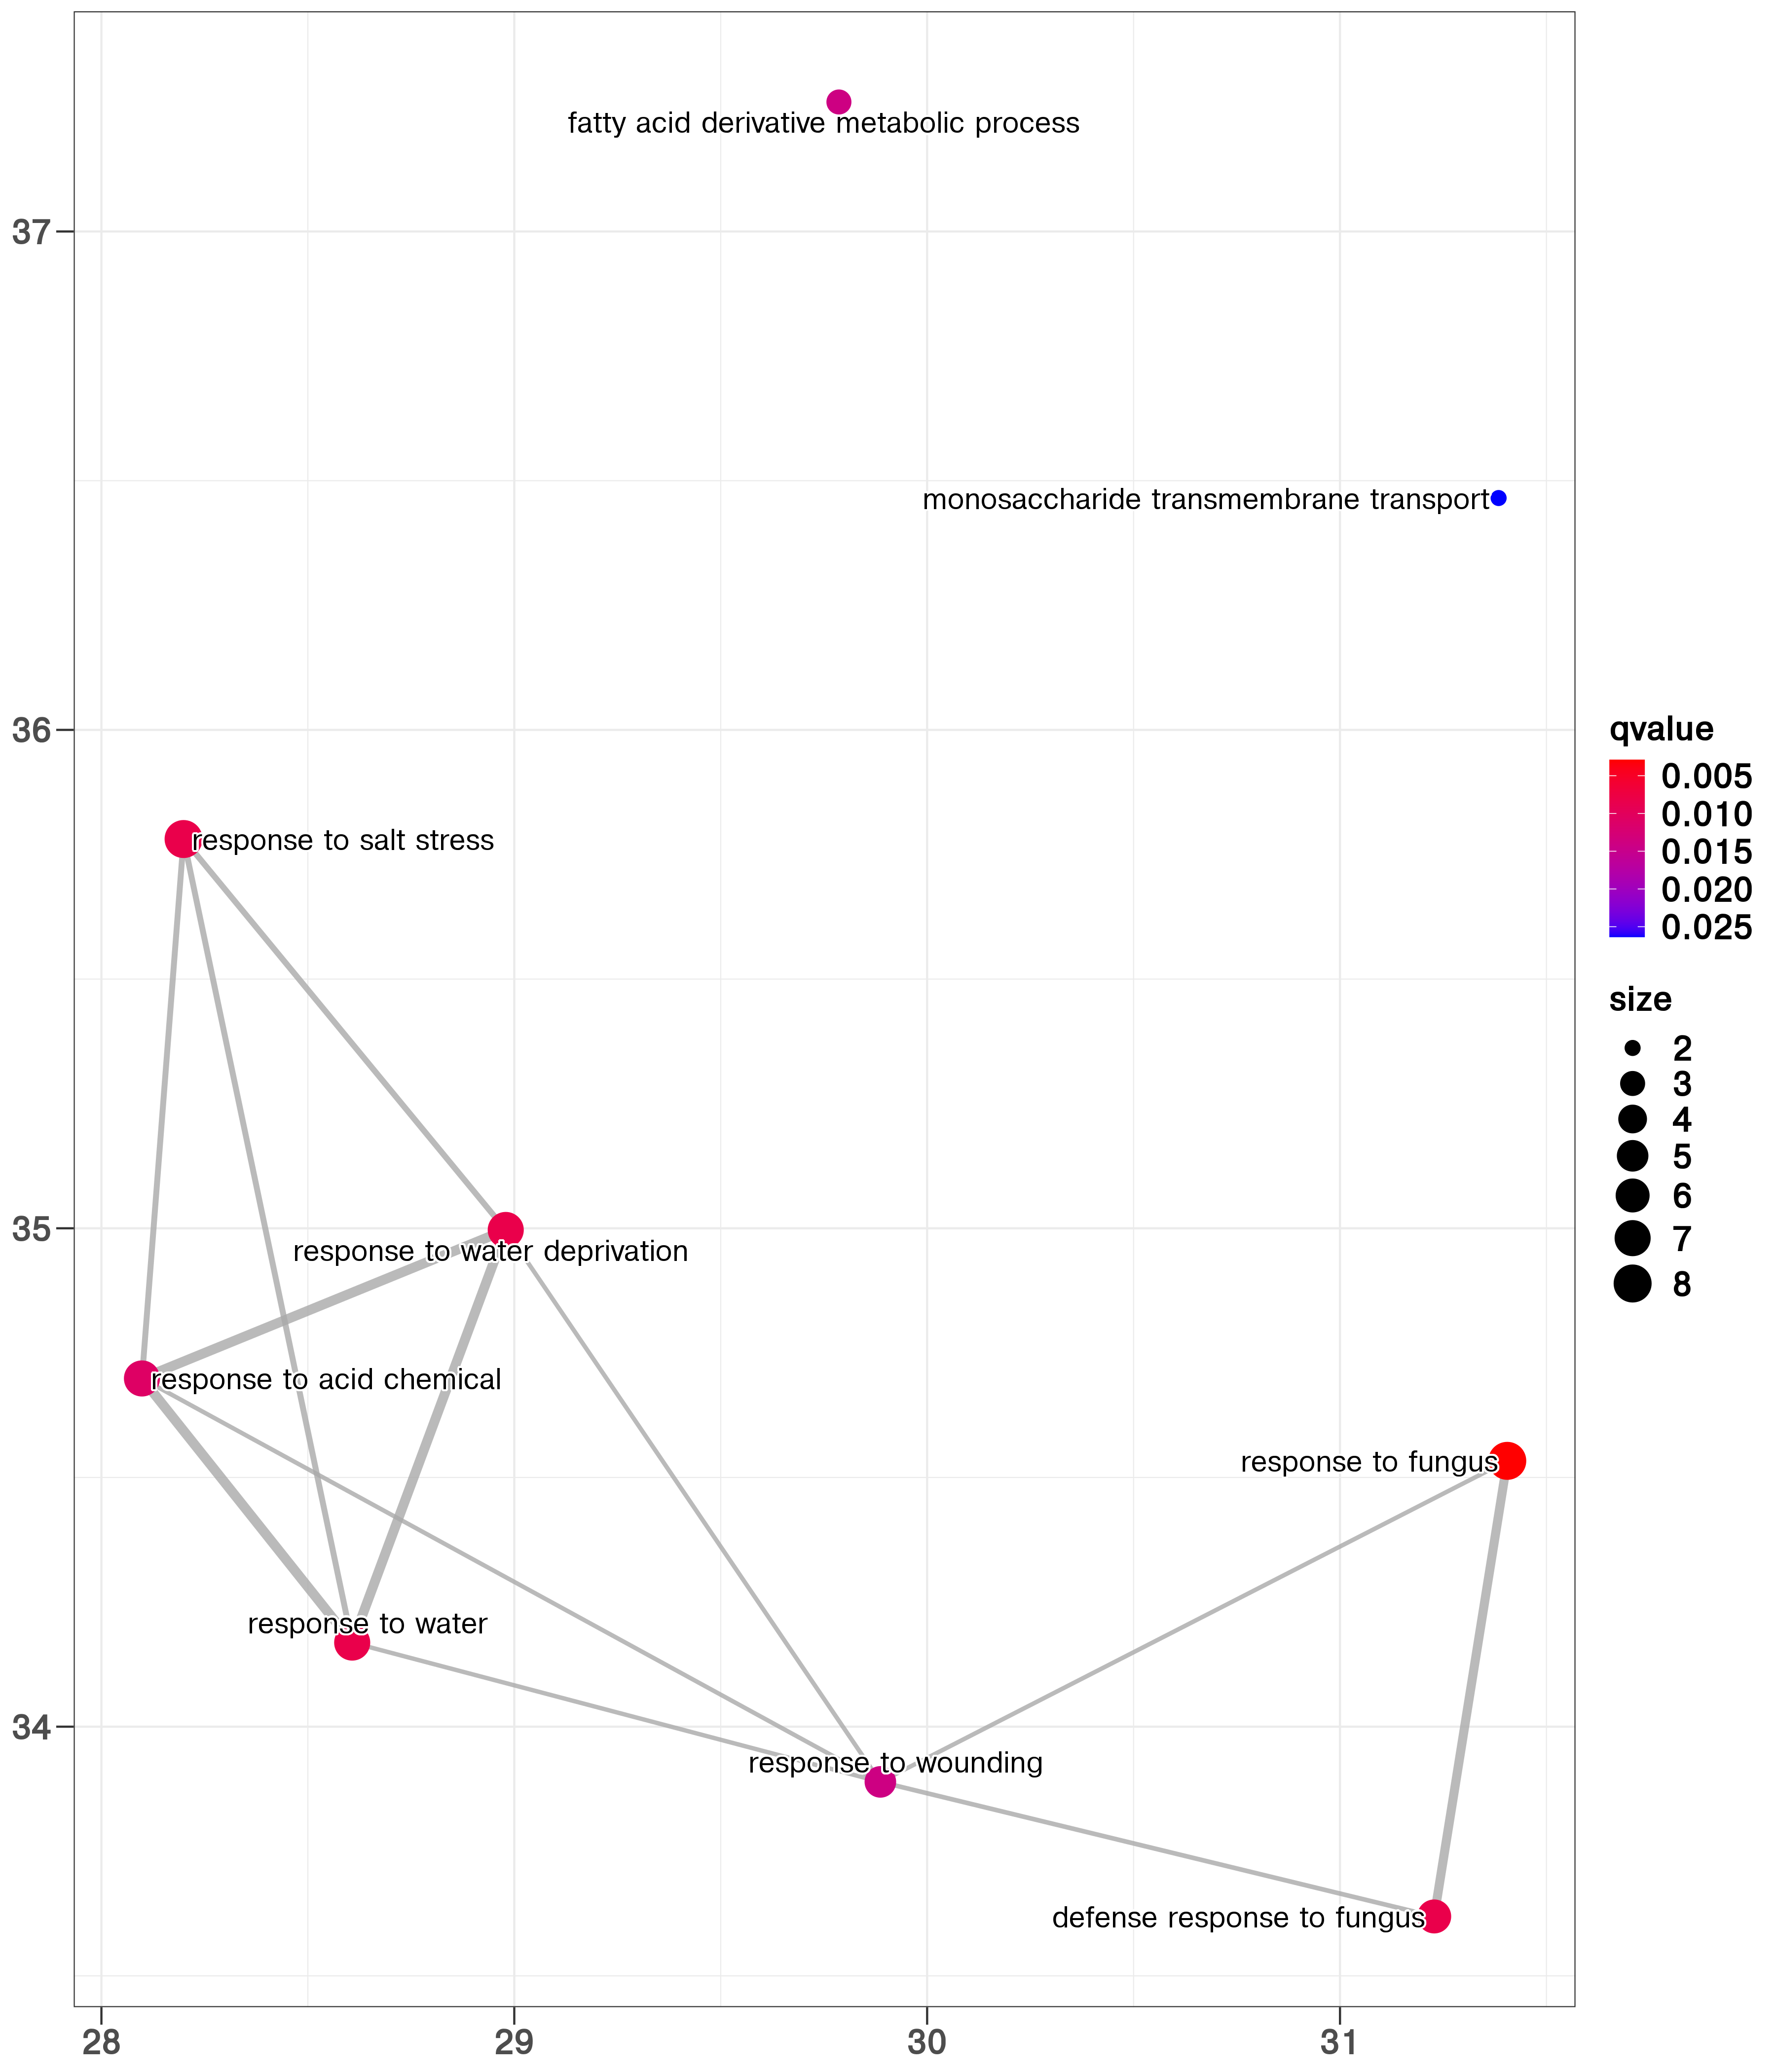 fatty acid derivative metabolic process
37
monosaccharide transmembrane transport
36
response to salt stress
35
response to water deprivation
response to acid chemical
response to fungus
response to water
34
response to wounding
defense response to fungus
28
29
30
31
qvalue
0.005
0.010
0.015
0.020
0.025
size
2
3
4
5
6
7
8